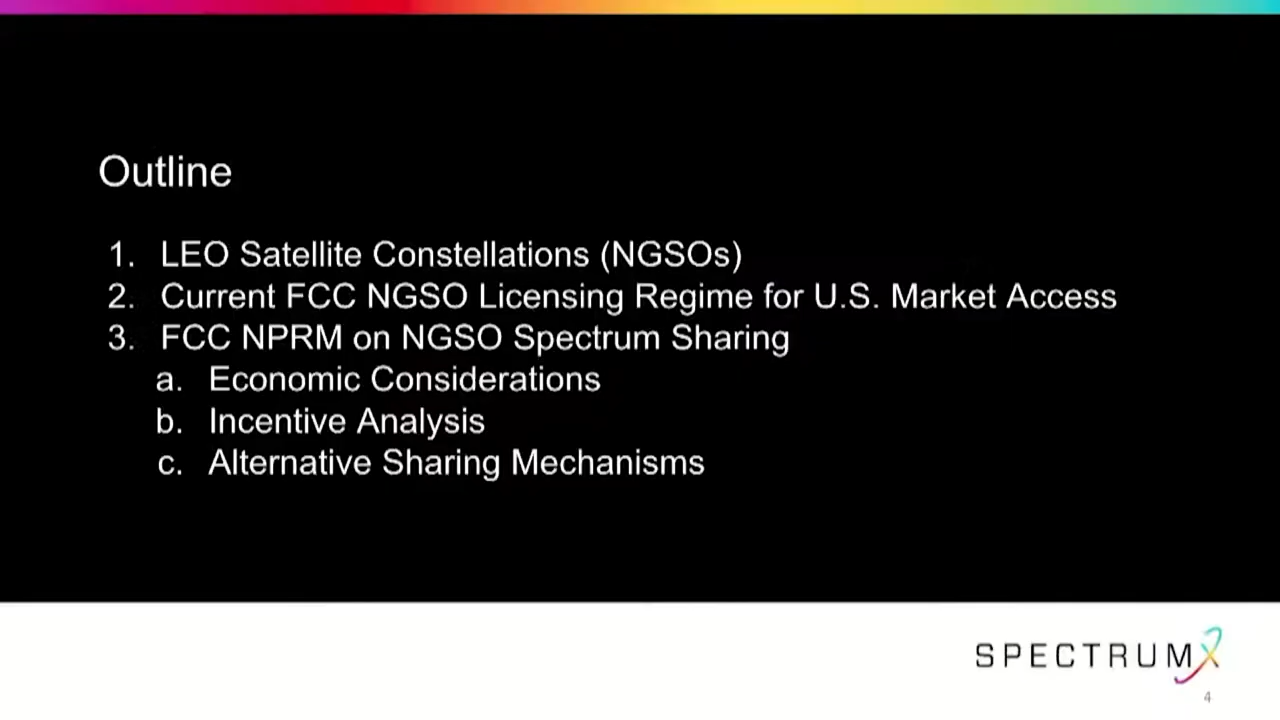 Outline
1. LEO Satellite Constellations (NGSOs)
2. Current FCC NGSO Licensing Regime for U.S. Market Access
3. FCC NPRM on NGSO Spectrum Sharing
a. Economic Considerations
b. Incentive Analysis
c. Alternative Sharing Mechanisms
SPECTRUMX
4